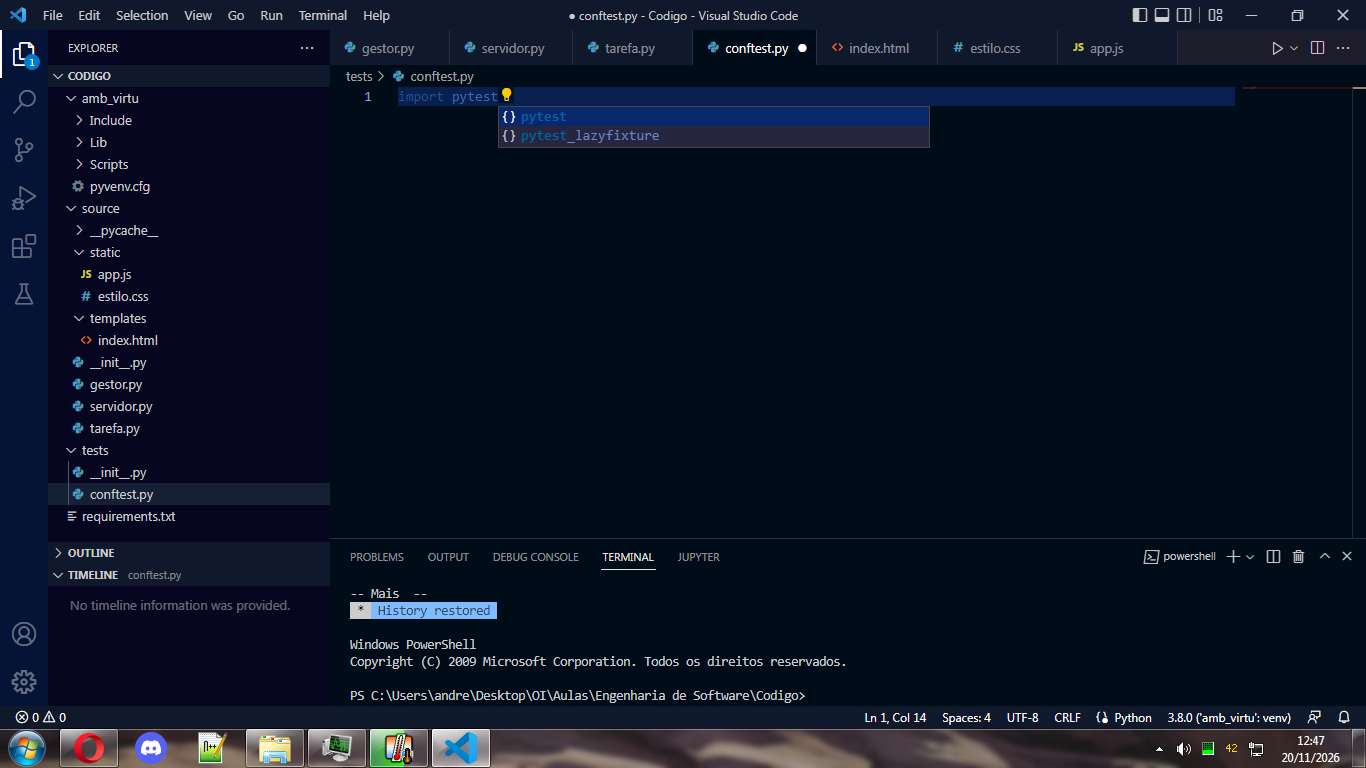 File Edit Selection View Go Run Terminal Help
● conftest.py - Codigo - Visual Studio Code
EXPLORER
gestor.py
servidor.py
tarefa.py
conftest.py
index.html
estilo.css
JS app.js
CODIGO
amb_virtu
Include
Lib
Scripts
pyvenv.cfg
source
__pycache__
static
JS app.js
# estilo.css
templates
index.html
__init__.py
gestor.py
servidor.py
tarefa.py
tests
__init__.py
conftest.py
requirements.txt
OUTLINE
TIMELINE conftest.py
No timeline information was provided.
1
tests > conftest.py
1 import pytest
{} pytest
{} pytest_lazyfixture
PROBLEMS OUTPUT DEBUG CONSOLE TERMINAL JUPYTER
powershell
-- Mais --
* History restored
Windows PowerShell
Copyright (C) 2009 Microsoft Corporation. Todos os direitos reservados.
PS C:\Users\andre\Desktop\OI\Aulas\Engenharia de Software\Codigo>
0 0
Ln 1, Col 14 Spaces: 4 UTF-8 CRLF Python 3.8.0 ('amb_virtu': venv)
42
12:47
20/11/2026